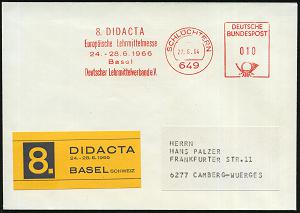 8. DIDACTA
Europäische Lehrmittelmesse
24.-28.6.1966
Basel
Deutscher Lehrmittelverband e.V.
SCHLÜCHTERN
649
DEUTSCHE
BUNDESPOST
010
8.
DIDACTA
24.-28.6.1966
BASEL SCHWEIZ
HERRN
HANS PALZER
FRANKFURTER STR. 11
6277 CAMBERG-WUERGES